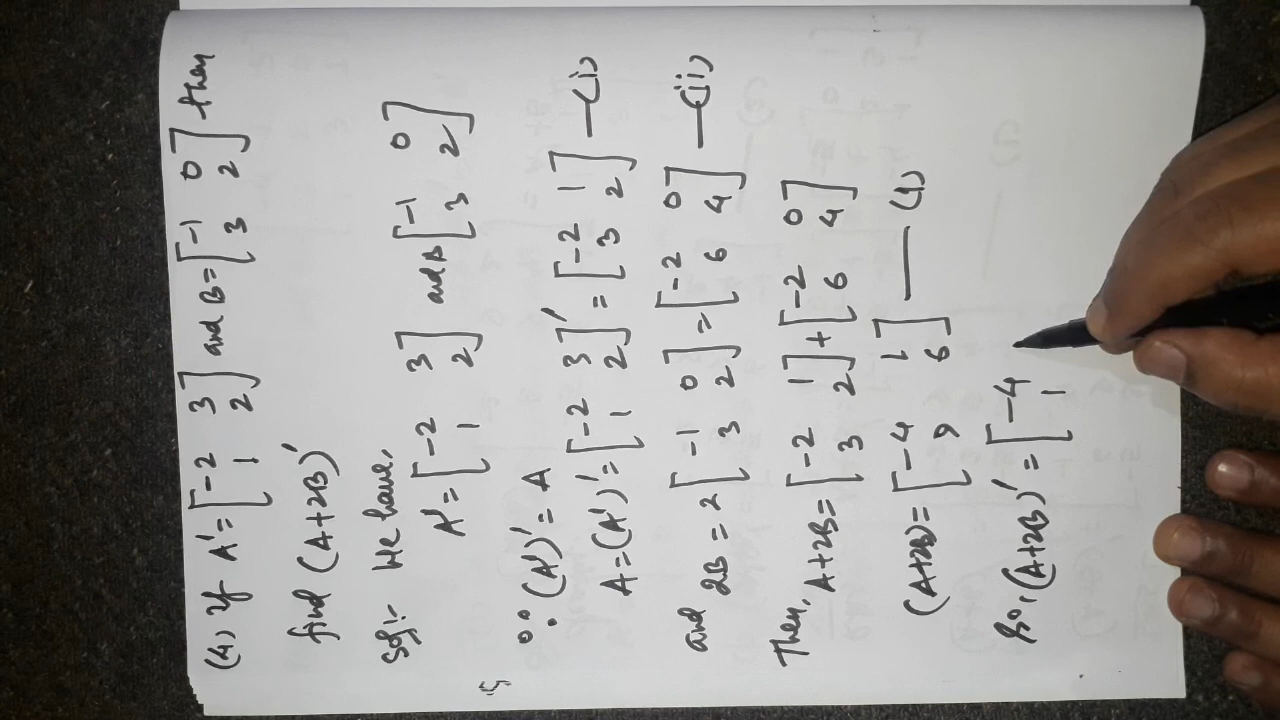 (4) If A' = [-2 3] and B = [-1 0] then
[1 2] [3 2]
find (A+2B)'
Sol:- We have,
A' = [-2 3] and B [-1 0]
[1 2] [3 2]
∵ (A')' = A
A = (A')' = [-2 3]' = [-2 1] —(i)
[1 2] [3 2]
and 2B = 2 [-1 0] = [-2 0] —(ii)
[3 2] [6 4]
Then, A+2B = [-2 1] + [-2 0]
[3 2] [6 4]
(A+2B) = [-4 1] —(1)
[9 6]
So, (A+2B)' = [-4
[1